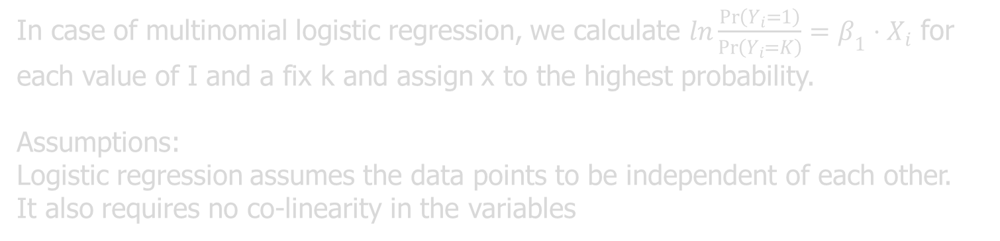 In case of multinomial logistic regression, we calculate $ln\frac{\Pr(Y_i=1)}{\Pr(Y_i=K)} = \beta_1 \cdot X_i$ for
each value of I and a fix k and assign x to the highest probability.
Assumptions:
Logistic regression assumes the data points to be independent of each other.
It also requires no co-linearity in the variables